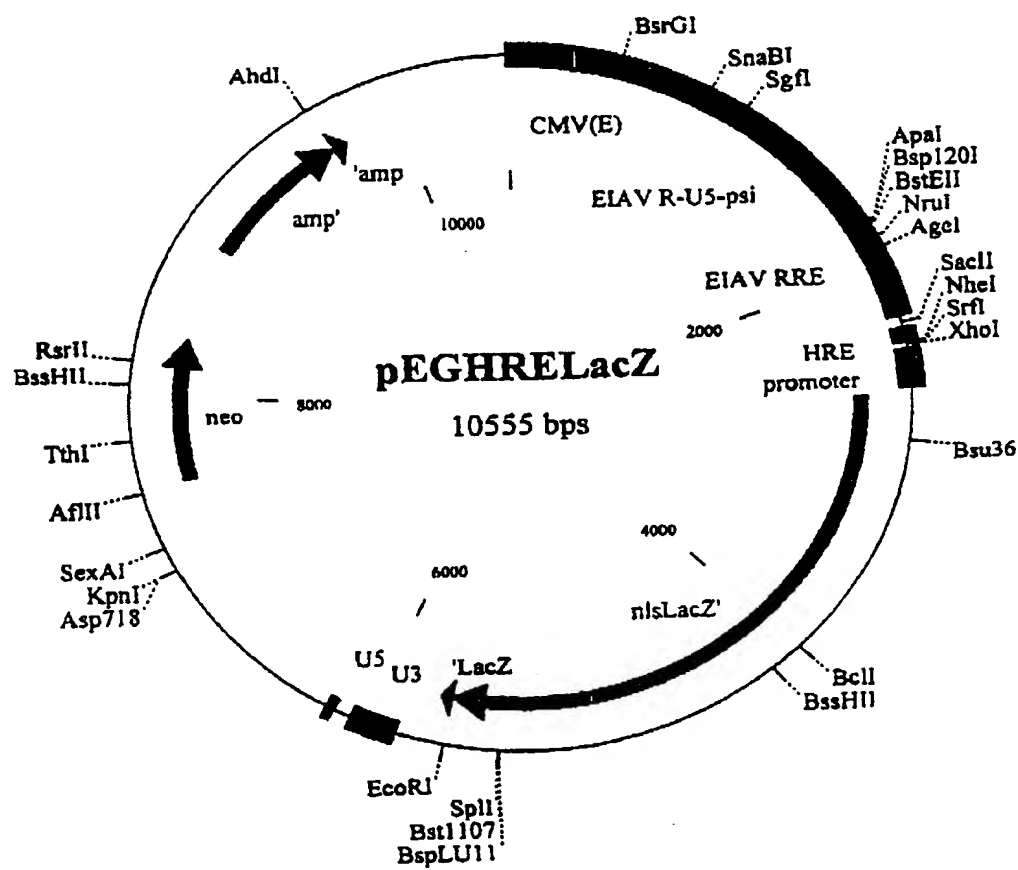 BsrGI
AhdI
SnaBI
SgfI
CMV(E)
ApaI
Bsp120I
BstEII
NruI
AgeI
'amp
amp'
10000
EIAV R-U5-psi
EIAV RRE
2000
SacII
NheI
SrfI
XhoI
HRE
promoter
RsrII
BssHII
pEGHRELacZ
10555 bps
neo
8000
TthI
Bsu36
AflII
4000
SexAI
KpnI
Asp718
6000
nlsLacZ'
U5
U3
'LacZ
BclI
BssHII
EcoRI
SplI
Bst1107
BspLU11